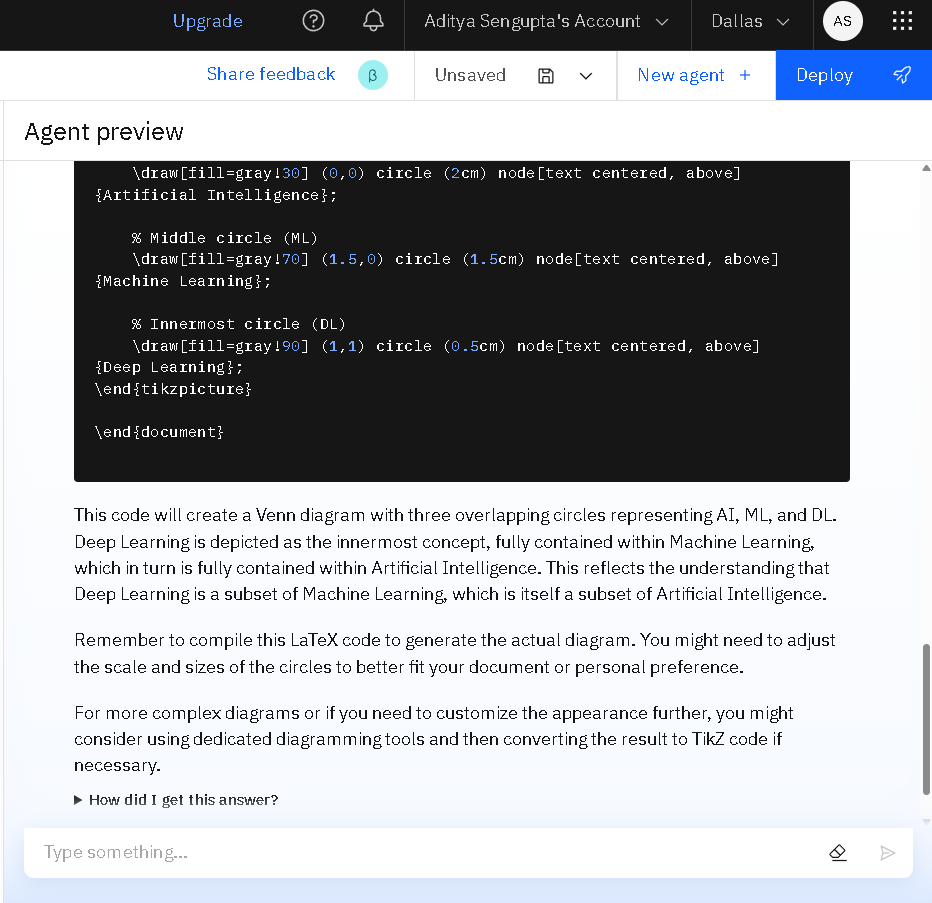 Upgrade
Aditya Sengupta's Account
Dallas
AS
Share feedback β
Unsaved
New agent +
Deploy
Agent preview
\draw[fill=gray!30] (0,0) circle (2cm) node[text centered, above]
{Artificial Intelligence};
% Middle circle (ML)
\draw[fill=gray!70] (1.5,0) circle (1.5cm) node[text centered, above]
{Machine Learning};
% Innermost circle (DL)
\draw[fill=gray!90] (1,1) circle (0.5cm) node[text centered, above]
{Deep Learning};
\end{tikzpicture}
\end{document}
This code will create a Venn diagram with three overlapping circles representing AI, ML, and DL.
Deep Learning is depicted as the innermost concept, fully contained within Machine Learning,
which in turn is fully contained within Artificial Intelligence. This reflects the understanding that
Deep Learning is a subset of Machine Learning, which is itself a subset of Artificial Intelligence.
Remember to compile this LaTeX code to generate the actual diagram. You might need to adjust
the scale and sizes of the circles to better fit your document or personal preference.
For more complex diagrams or if you need to customize the appearance further, you might
consider using dedicated diagramming tools and then converting the result to TikZ code if
necessary.
How did I get this answer?
Type something...